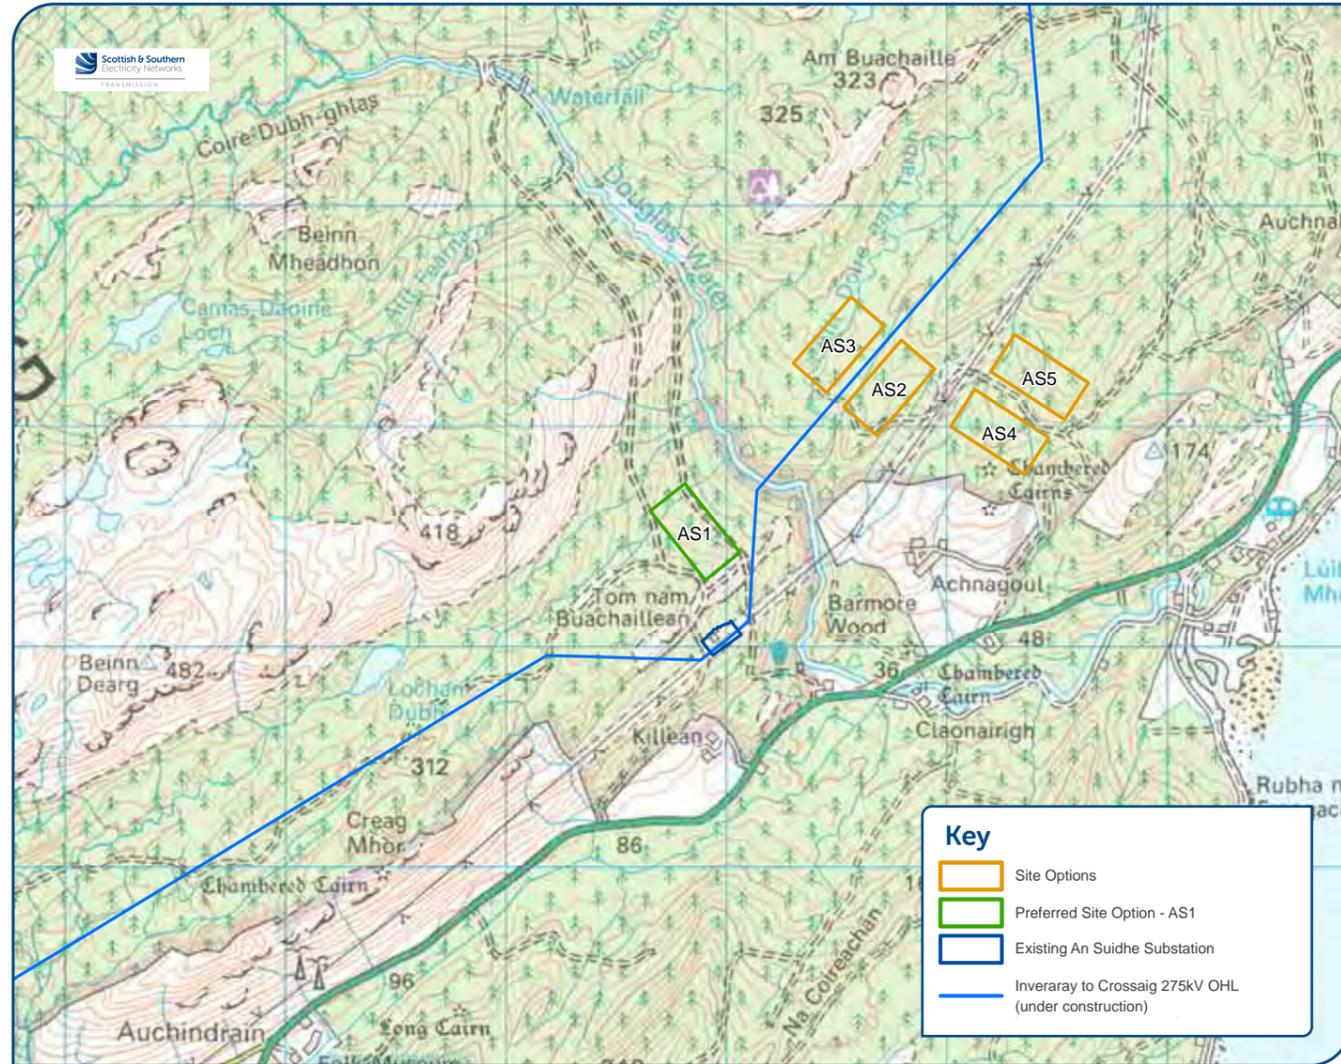 Scottish & Southern
Electricity Networks
TRANSMISSION
Am Buachaille
323
325
Waterfall
Coire Dubh-ghlas
Douglas Water
Beinn
Mheadhon
Camas Daoine
Loch
G
AS3
AS2
AS5
AS4
174
Chambered
Cairns
418
AS1
Tom nam
Buachaillean
Barmore
Wood
Achnagoul
48
36
Chambered
Cairn
Claonairigh
Beinn
Dearg
482
Lochan
Dubh
Killean
312
Creag
Mhòr
86
Chambered Cairn
96
Auchindrain
Long Cairn
Na Coireachan
Rubha
Key
Site Options
Preferred Site Option - AS1
Existing An Suidhe Substation
Inveraray to Crossaig 275kV OHL
(under construction)